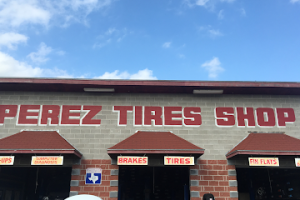 PEREZ TIRES SHOP
BRAKES
TIRES
FIX FLATS